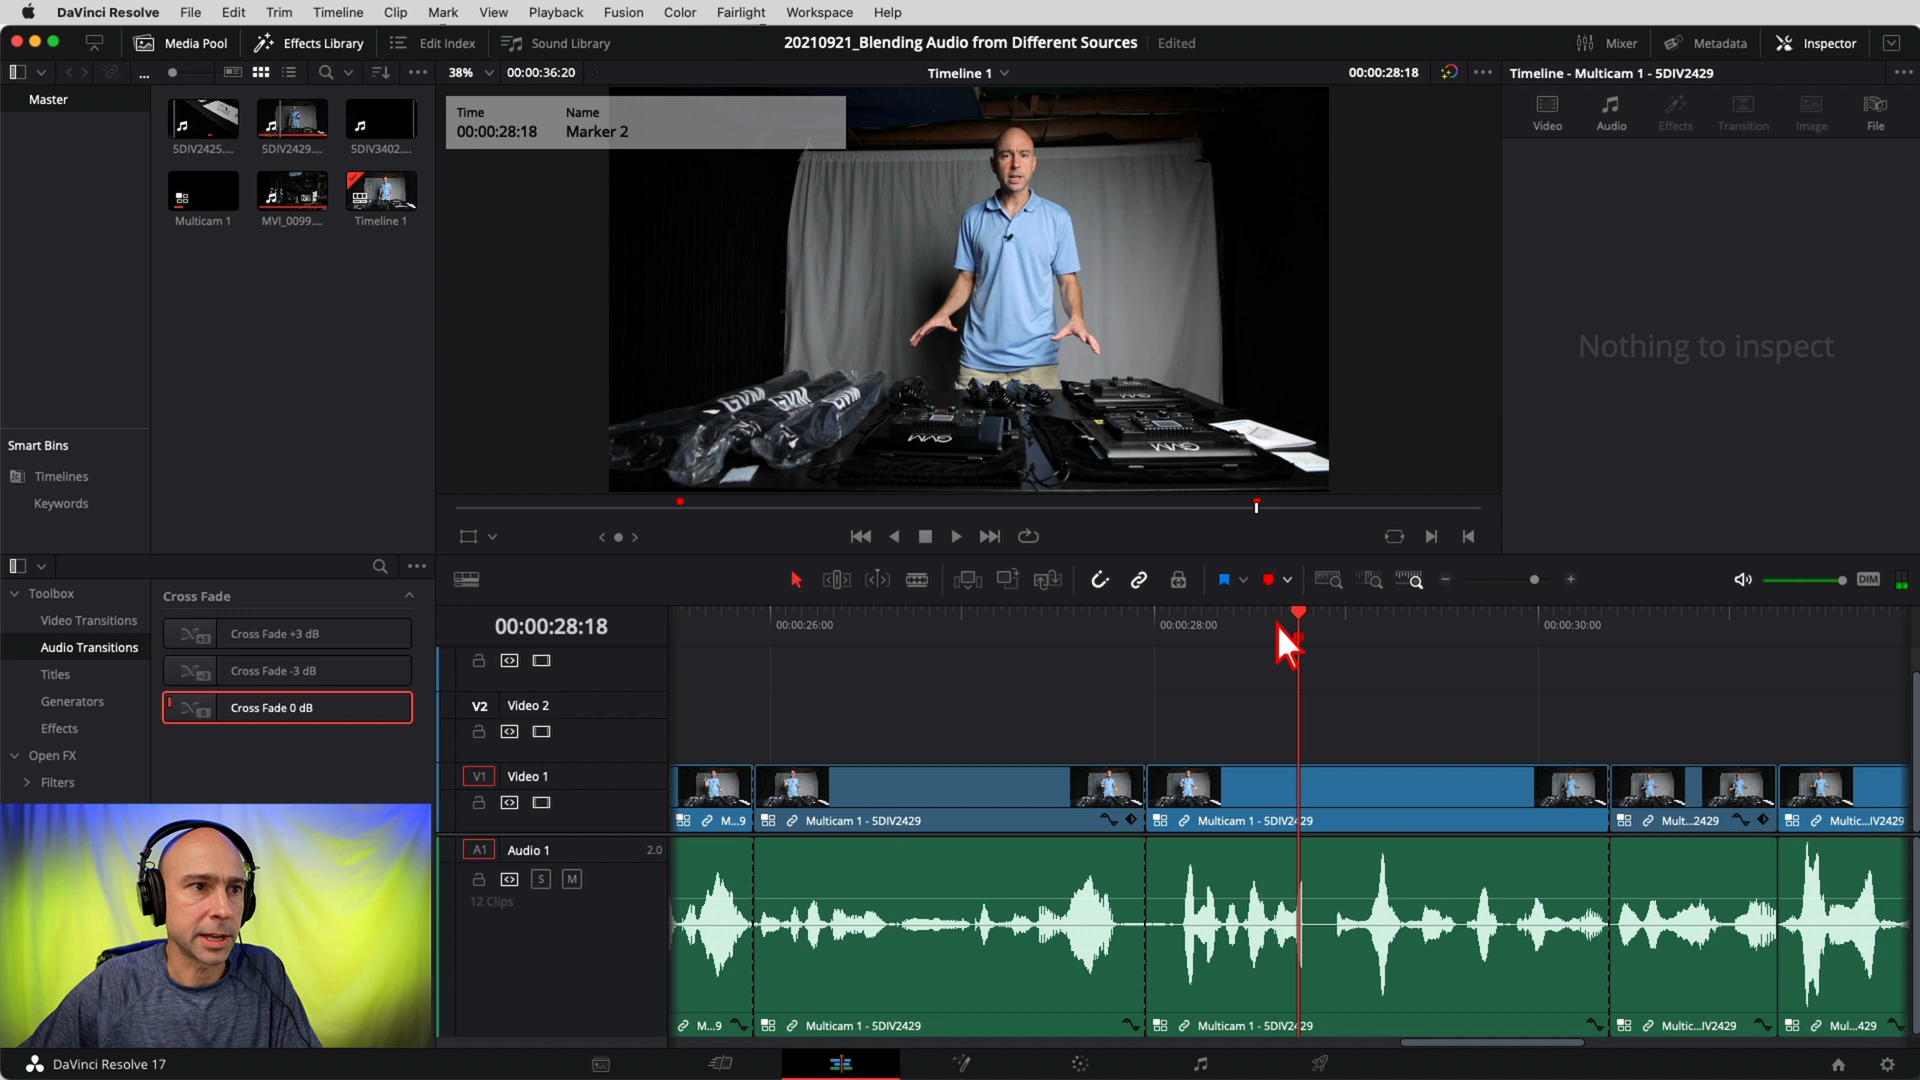 DaVinci Resolve File Edit Trim Timeline Clip Mark View Playback Fusion Color Fairlight Workspace Help
Media Pool Effects Library Edit Index Sound Library 20210921_Blending Audio from Different Sources Edited Mixer Metadata Inspector
... 38% 00:00:36:20 Timeline 1 00:00:28:18 Timeline - Multicam 1 - 5DIV2429
Master
Time Name
00:00:28:18 Marker 2
5DIV2425.... 5DIV2429.... 5DIV3402....
Multicam 1 MVI_0099.... Timeline 1
Video Audio Effects Transition Image File
Nothing to inspect
GVM GVM GVM
GVM GVM
Smart Bins
Timelines
Keywords
Toolbox
Video Transitions
Audio Transitions
Titles
Generators
Effects
Open FX
Filters
Cross Fade
Cross Fade +3 dB
Cross Fade -3 dB
Cross Fade 0 dB
DIM
00:00:28:18 00:00:26:00 00:00:28:00 00:00:30:00
V2 Video 2
V1 Video 1
M...9 Multicam 1 - 5DIV2429 Multicam 1 - 5DIV2429 Mult...2429 Multic...IV2429
A1 Audio 1 2.0
S M
12 Clips
M...9 Multicam 1 - 5DIV2429 Multicam 1 - 5DIV2429 Multic...IV2429 Mul...429
DaVinci Resolve 17